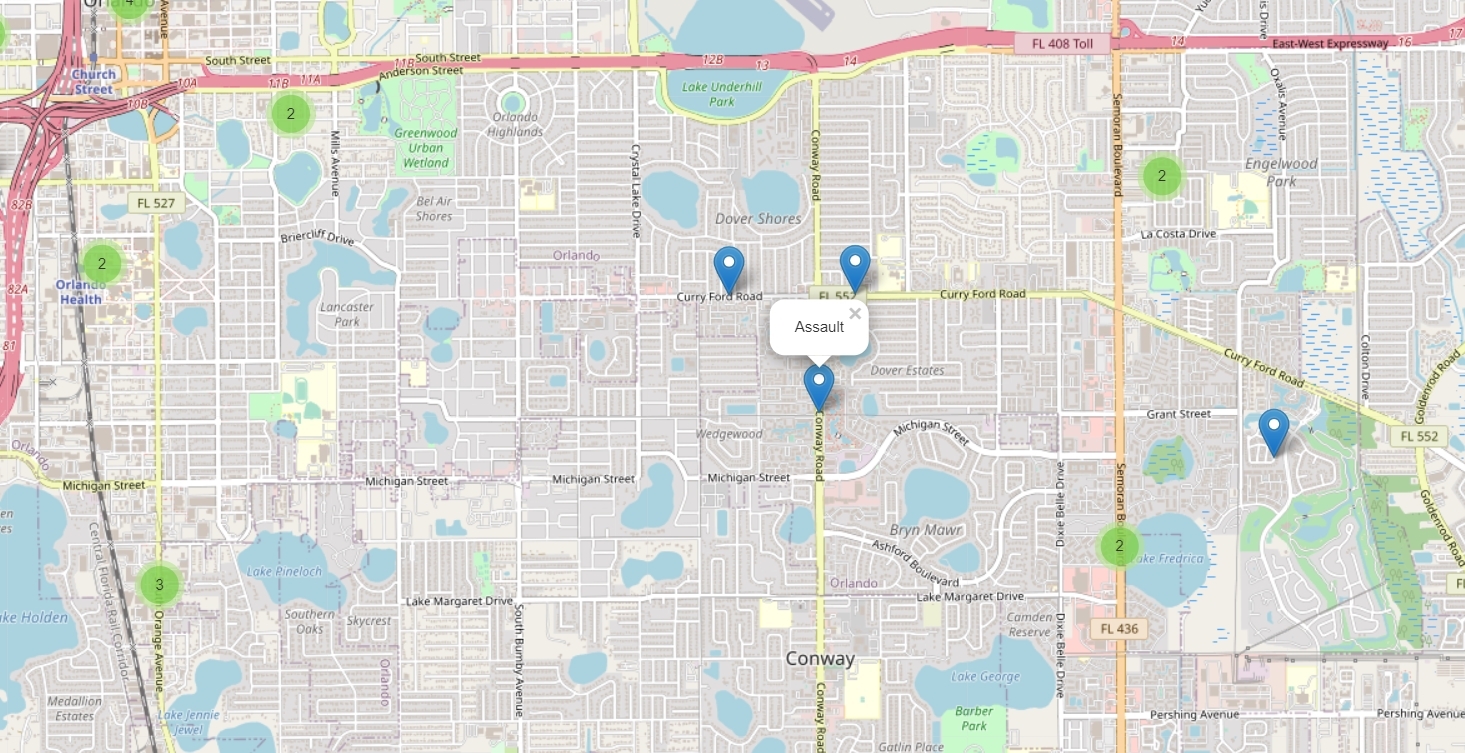 Orlando
4
Avenue
South Street
South Street
11B
12B
13
14
FL 408 Toll
14
East-West Expressway
16
17
Church
Street
10A
11B
11A
Anderson Street
10B
2
Lake Underhill
Park
Orlando
Highlands
Greenwood
Urban
Wetland
Mills Avenue
Crystal Lake Drive
Conway Road
Semoran Boulevard
Oxalis Avenue
Engelwood
Park
2
82B
FL 527
Bel Air
Shores
Dover Shores
Briercliff Drive
La Costa Drive
2
Orlando
Health
82A
Orlando
Curry Ford Road
FL 552
Curry Ford Road
Lancaster
Park
Assault
×
81
Dover Estates
Curry Ford Road
Colton Drive
Goldenrod Road
Grant Street
Wedgewood
Conway Road
Michigan Street
FL 552
Orlando
Michigan Street
Michigan Street
Michigan Street
Michigan Street
Semoran B
Dixie Belle Drive
Goldenrod Road
Central Florida Rail Corridor
Bryn Mawr
Ashford Boulevard
2
Lake Fredrica
Lake Pineloch
3
Orlando
Lake Margaret Drive
Lake Margaret Drive
Lake Holden
Orange Avenue
Southern
Oaks
Skycrest
South Bumby Avenue
Camden
Reserve
Dixie Belle Drive
FL 436
Conway
Orlando
Lake George
Conway Road
Medallion
Estates
Lake Jennie
Jewel
Barber
Park
Pershing Avenue
Pershing Avenue
Gatlin Place